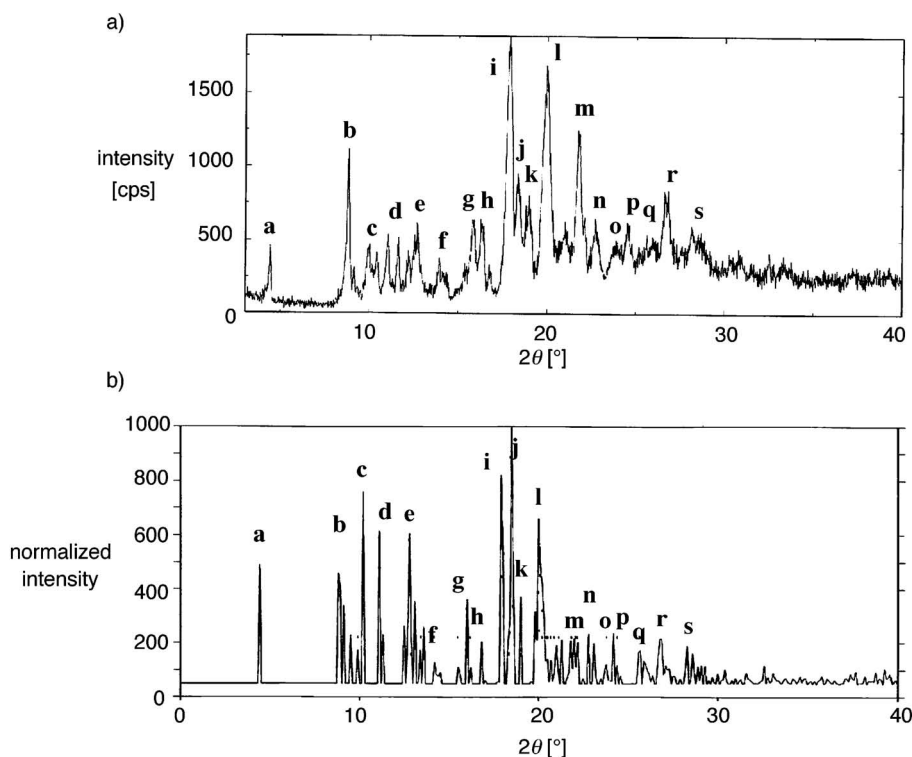 a)
i
l
1500
b
m
intensity
[cps]
1000
j
k
g
h
r
a
c
d
e
n
p
500
f
o
q
s
0
10
20
30
40
2θ [°]
b)
1000
j
i
c
800
l
b
d
e
a
600
normalized
intensity
k
g
n
400
h
m
o
p
f
q
r
s
200
0
0
10
20
30
40
2θ [°]